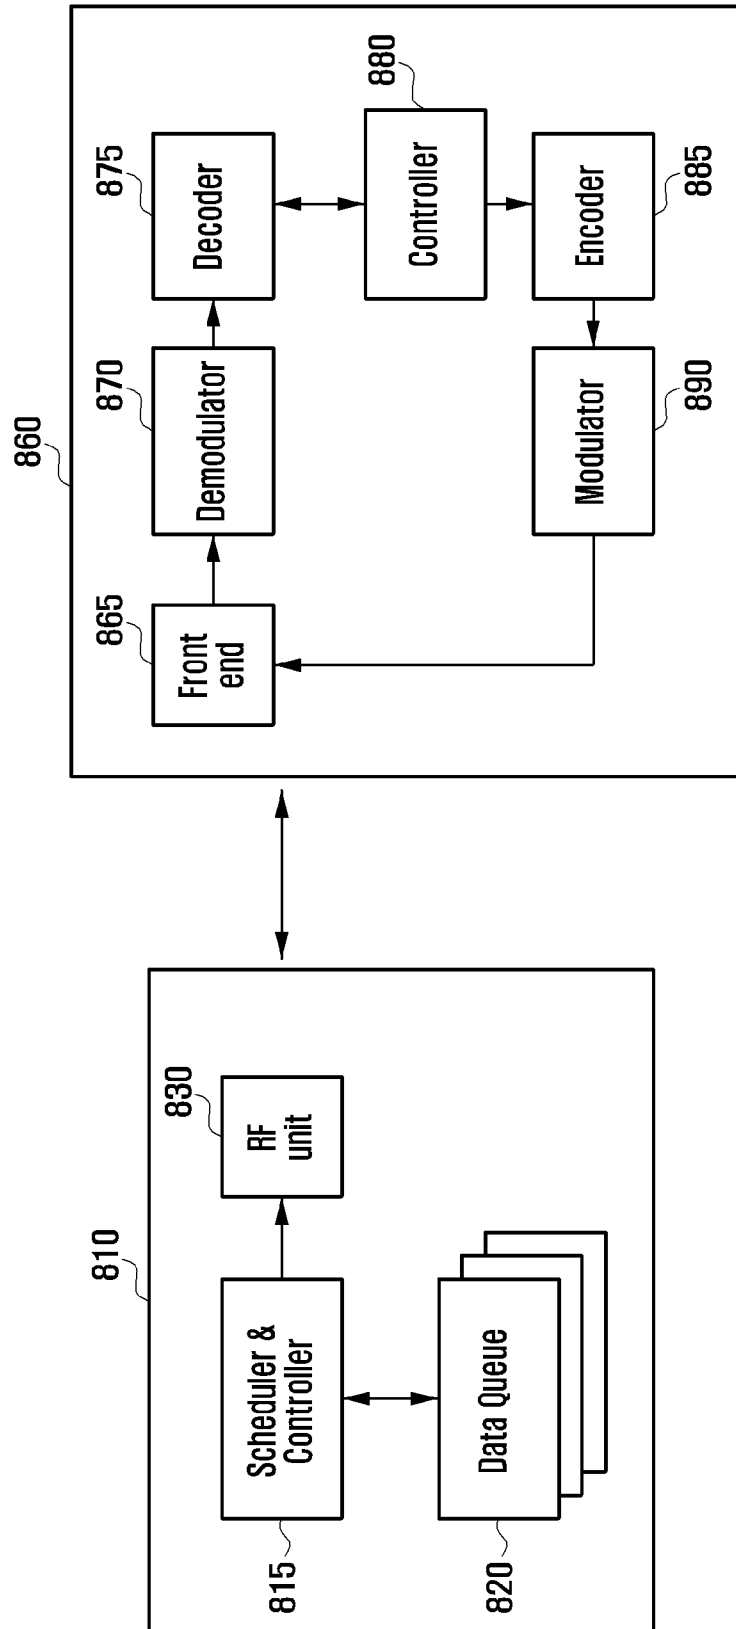 810
830
RF
unit
Scheduler &
Controller
815
Data Queue
820
860
865
Front
end
870
Demodulator
875
Decoder
880
Controller
885
Encoder
890
Modulator